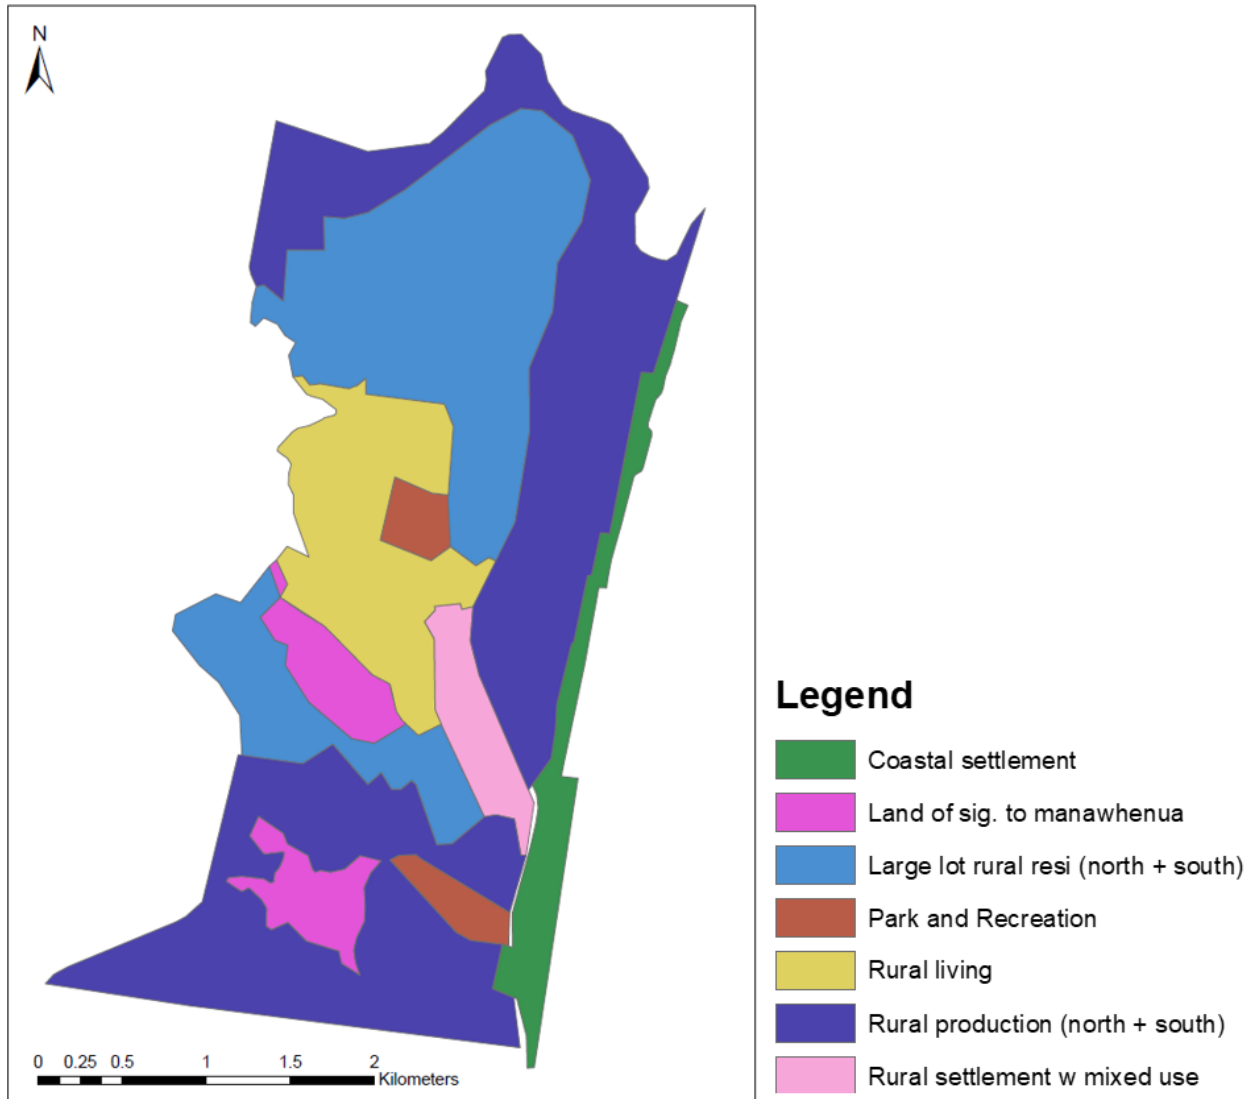 N
Legend
Coastal settlement
Land of sig. to manawhenua
Large lot rural resi (north + south)
Park and Recreation
Rural living
Rural production (north + south)
Rural settlement w mixed use
0 0.25 0.5 1 1.5 2
Kilometers